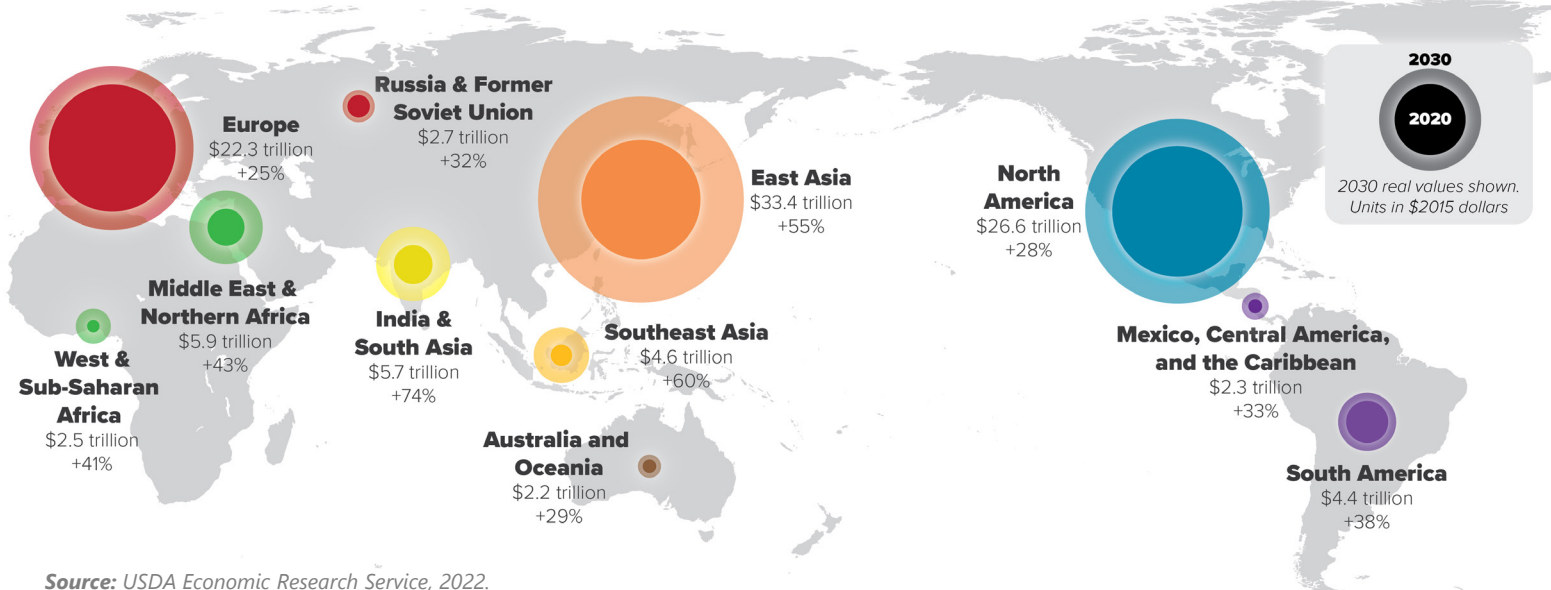 Europe
$22.3 trillion
+25%
Russia & Former
Soviet Union
$2.7 trillion
+32%
East Asia
$33.4 trillion
+55%
North
America
$26.6 trillion
+28%
2030
2020
2030 real values shown.
Units in $2015 dollars
Middle East &
Northern Africa
$5.9 trillion
+43%
West &
Sub-Saharan
Africa
$2.5 trillion
+41%
India &
South Asia
$5.7 trillion
+74%
Southeast Asia
$4.6 trillion
+60%
Australia and
Oceania
$2.2 trillion
+29%
Mexico, Central America,
and the Caribbean
$2.3 trillion
+33%
South America
$4.4 trillion
+38%
Source: USDA Economic Research Service, 2022.